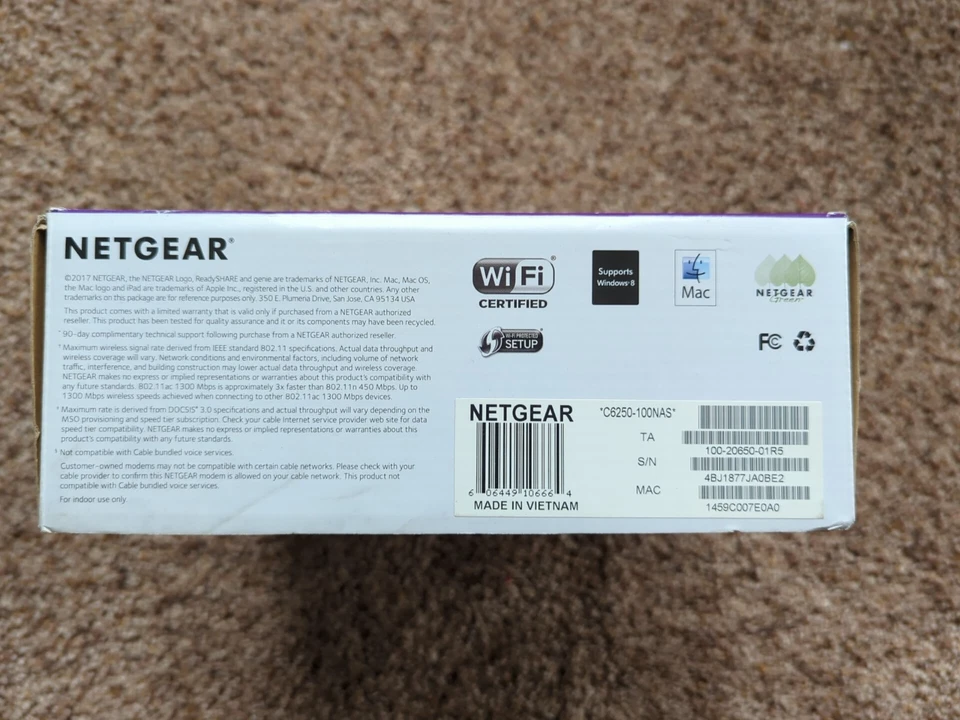 NETGEAR®
©2017 NETGEAR, the NETGEAR Logo, ReadySHARE and genie are trademarks of NETGEAR, Inc. Mac, Mac OS,
the Mac logo and iPad are trademarks of Apple Inc., registered in the U.S. and other countries. Any other
trademarks on this package are for reference purposes only. 350 E. Plumeria Drive, San Jose, CA 95134 USA
This product comes with a limited warranty that is valid only if purchased from a NETGEAR authorized
reseller. This product has been tested for quality assurance and it or its components may have been recycled.
90-day complimentary technical support following purchase from a NETGEAR authorized reseller.
Maximum wireless signal rate derived from IEEE standard 802.11 specifications. Actual data throughput and
wireless coverage will vary. Network conditions and environmental factors, including volume of network
traffic, interference, and building construction may lower actual data throughput and wireless coverage.
NETGEAR makes no express or implied representations or warranties about this product's compatibility with
any future standards. 802.11ac 1300 Mbps is approximately 3x faster than 802.11n 450 Mbps. Up to
1300 Mbps wireless speeds achieved when connecting to other 802.11ac 1300 Mbps devices.
Maximum rate is derived from DOCSIS® 3.0 specifications and actual throughput will vary depending on the
MSO provisioning and speed tier subscription. Check your cable Internet service provider web site for data
speed tier compatibility. NETGEAR makes no express or implied representations or warranties about this
product's compatibility with any future standards.
Not compatible with Cable bundled voice services.
Customer-owned modems may not be compatible with certain cable networks. Please check with your
cable provider to confirm this NETGEAR modem is allowed on your cable network. This product not
compatible with Cable bundled voice services.
For indoor use only.
Wi Fi®
CERTIFIED
Supports
Windows® 8
Mac
NETGEAR
Green
WI-FI PROTECTED
SETUP
FC
NETGEAR
*C6250-100NAS*
TA
100-20650-01R5
S/N
4BJ1877JA0BE2
MAC
1459C007E0A0
6 06449 10666 4
MADE IN VIETNAM